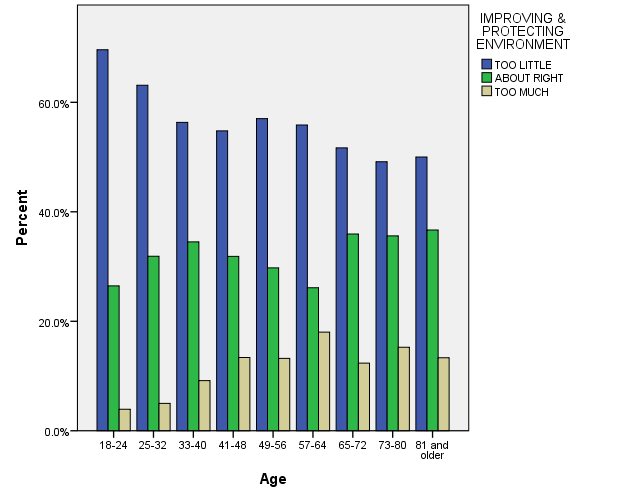 IMPROVING &
PROTECTING
ENVIRONMENT
TOO LITTLE
ABOUT RIGHT
TOO MUCH
Percent
60.0%
40.0%
20.0%
0.0%
18-24 25-32 33-40 41-48 49-56 57-64 65-72 73-80 81 and
older
Age